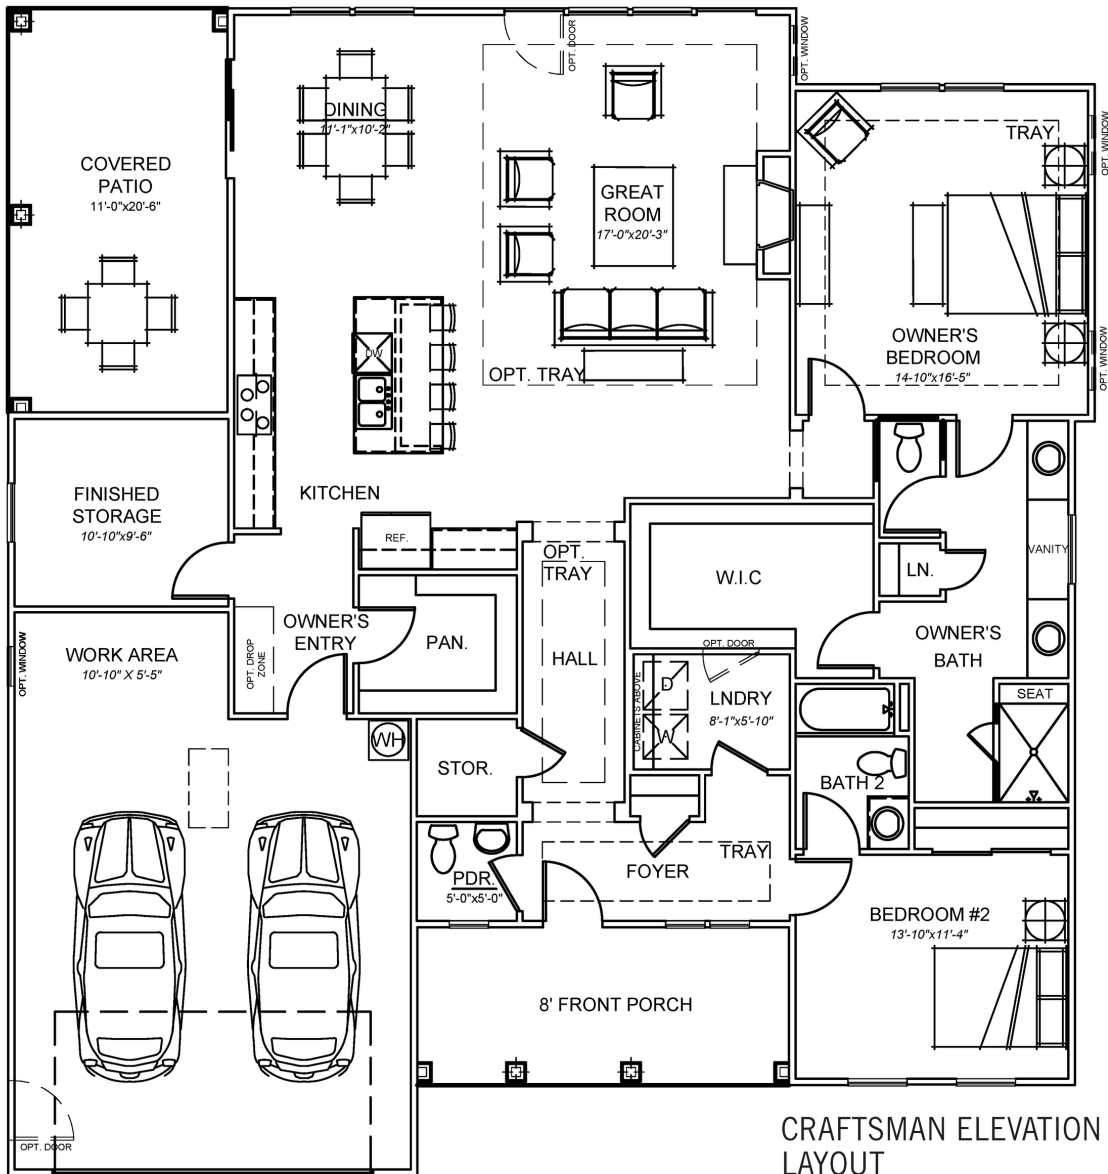 OPT. DOOR
OPT. WINDOW
DINING
11'-1"x10'-2"
COVERED
PATIO
11'-0"x20'-6"
GREAT
ROOM
17'-0"x20'-3"
OPT. TRAY
TRAY
OPT. WINDOW
OWNER'S
BEDROOM
14-10"x16'-5"
OPT. WINDOW
DW
KITCHEN
FINISHED
STORAGE
10'-10"x9'-6"
REF.
OPT.
TRAY
HALL
W.I.C
LN.
VANITY
OWNER'S
BATH
OWNER'S
ENTRY
OPT. DROP
ZONE
PAN.
WORK AREA
10'-10" X 5'-5"
OPT. WINDOW
OPT. DOOR
CABINETS ABOVE
D
W
LNDRY
8'-1"x5'-10"
SEAT
WH
STOR.
BATH 2
PDR.
5'-0"x5'-0"
FOYER
TRAY
BEDROOM #2
13'-10"x11'-4"
8' FRONT PORCH
OPT. DOOR
CRAFTSMAN ELEVATION
LAYOUT